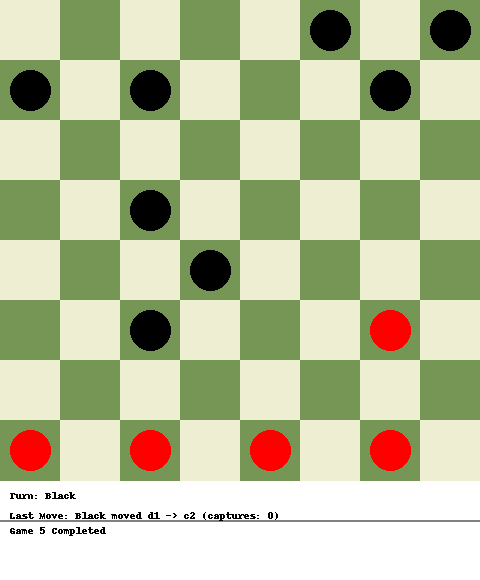 Turn: Black
Last Move: Black moved d1 -> c2 (captures: 0)
Game 5 Completed